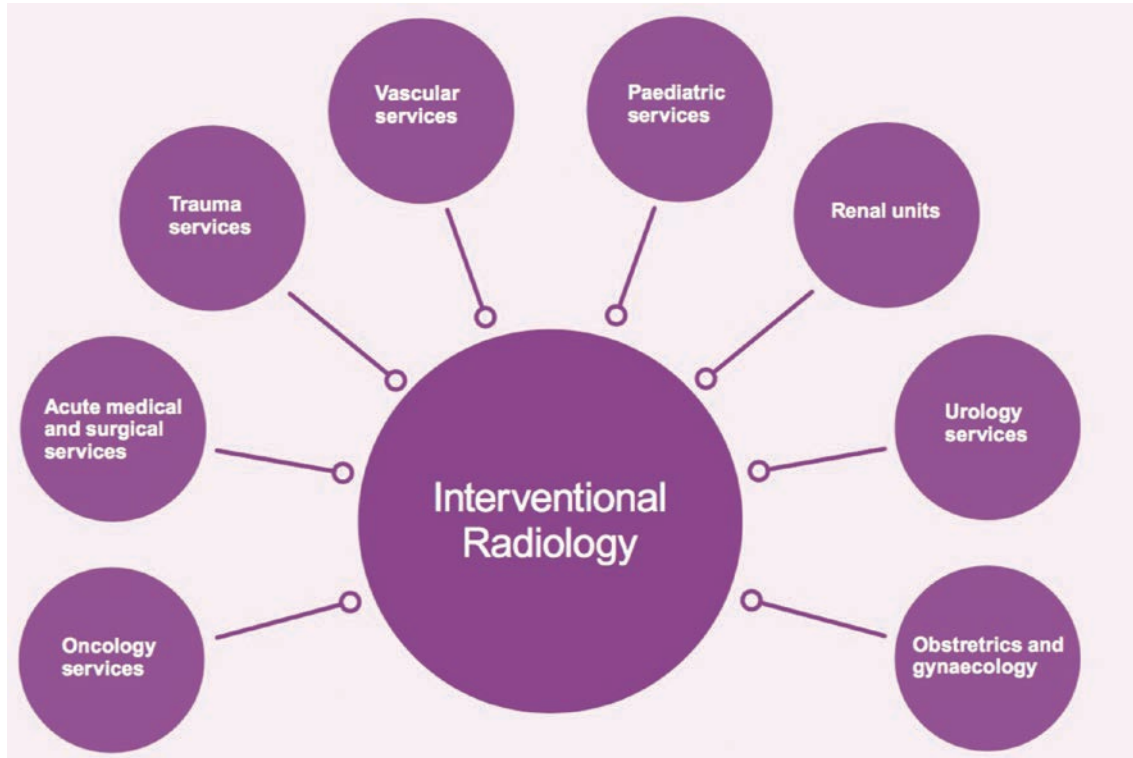 Vascular
services
Paediatric
services
Trauma
services
Renal units
Acute medical
and surgical
services
Urology
services
Interventional
Radiology
Oncology
services
Obstretrics and
gynaecology